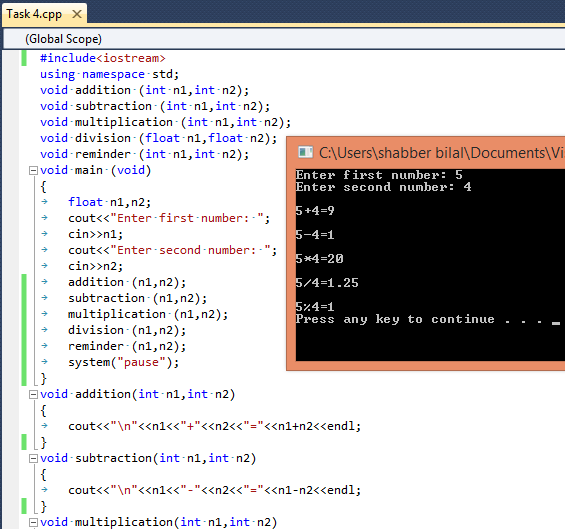 Task 4.cpp
(Global Scope)
#include<iostream>
using namespace std;
void addition (int n1,int n2);
void subtraction (int n1,int n2);
void multiplication (int n1,int n2);
void division (float n1,float n2);
void reminder (int n1,int n2);
void main (void)
{
float n1,n2;
cout<<"Enter first number: ";
cin>>n1;
cout<<"Enter second number: ";
cin>>n2;
addition (n1,n2);
subtraction (n1,n2);
multiplication (n1,n2);
division (n1,n2);
reminder (n1,n2);
system("pause");
}
void addition(int n1,int n2)
{
cout<<"\n"<<n1<<"+"<<n2<<"="<<n1+n2<<endl;
}
void subtraction(int n1,int n2)
{
cout<<"\n"<<n1<<"-"<<n2<<"="<<n1-n2<<endl;
}
void multiplication(int n1,int n2)
C:\Users\shabber bilal\Documents\Vi
Enter first number: 5
Enter second number: 4
5+4=9
5-4=1
5*4=20
5/4=1.25
5%4=1
Press any key to continue . . . _